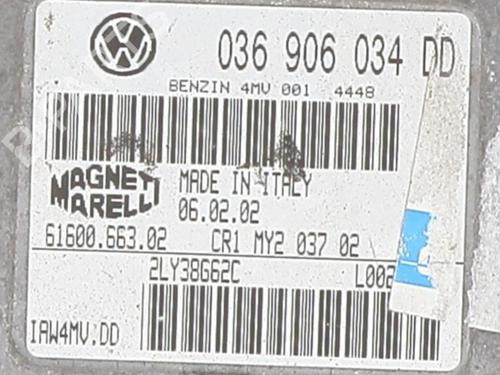 036 906 034 DD
BENZIN 4MV 001 4448
MAGNETI MARELLI
MADE IN ITALY
06.02.02
61600.663.02 CR1 MY2 037 02
2LY38G62C L002
IAW4MV.DD